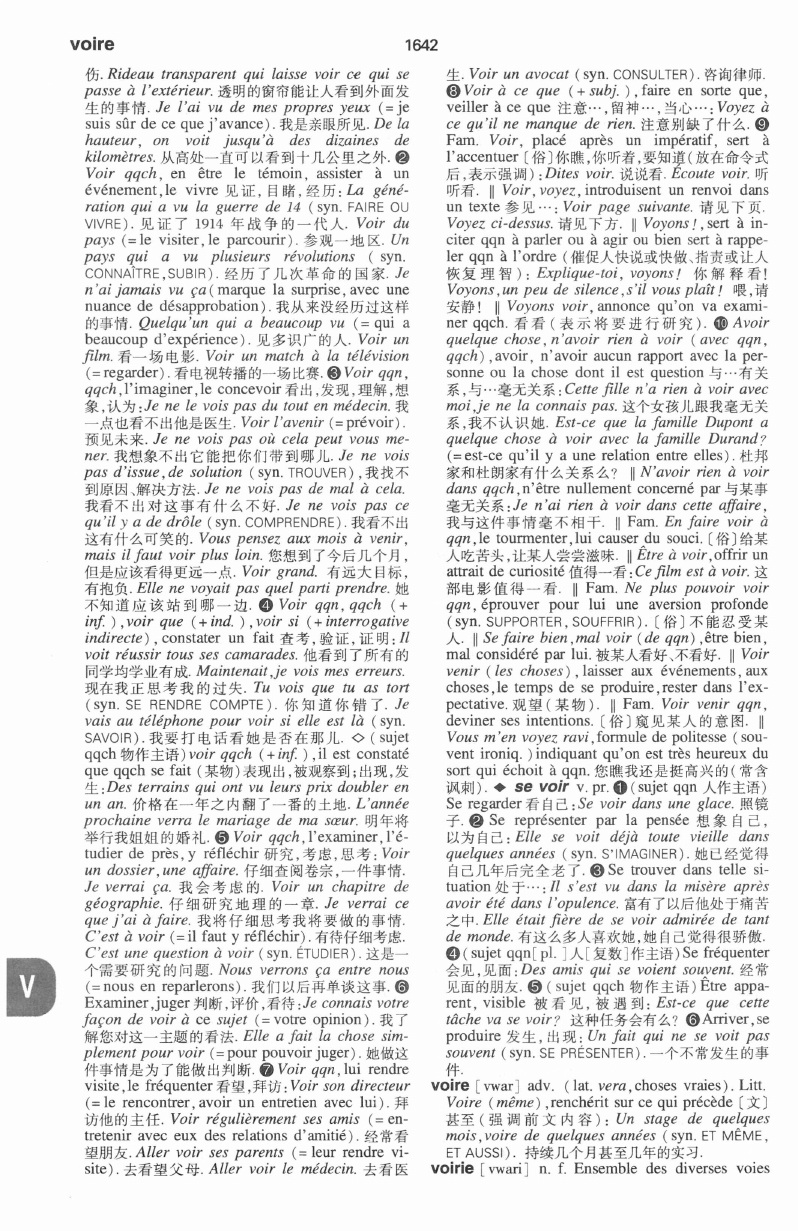 voire
1642
伤. Rideau transparent qui laisse voir ce qui se
passe à l'extérieur. 透明的窗帘能让人看到外面发
生的事情. Je l'ai vu de mes propres yeux (= je
suis sûr de ce que j'avance). 我是亲眼所见. De la
hauteur, on voit jusqu'à des dizaines de
kilomètres. 从高处一直可以看到十几公里之外. ❷
Voir qqch, en être le témoin, assister à un
événement, le vivre 见证, 目睹, 经历: La géné-
ration qui a vu la guerre de 14 (syn. FAIRE OU
VIVRE). 见证了 1914 年战争的一代人. Voir du
pays (= le visiter, le parcourir). 参观一地区. Un
pays qui a vu plusieurs révolutions (syn.
CONNAÎTRE, SUBIR). 经历了几次革命的国家. Je
n'ai jamais vu ça (marque la surprise, avec une
nuance de désapprobation). 我从来没经历过这样
的事情. Quelqu'un qui a beaucoup vu (= qui a
beaucoup d'expérience). 见多识广的人. Voir un
film. 看一场电影. Voir un match à la télévision
(= regarder). 看电视转播的一场比赛. ❸ Voir qqn,
qqch, l'imaginer, le concevoir 看出, 发现, 理解, 想
象, 认为: Je ne le vois pas du tout en médecin. 我
一点也看不出他是医生. Voir l'avenir (= prévoir).
预见未来. Je ne vois pas où cela peut vous me-
ner. 我想象不出它能把你们带到哪儿. Je ne vois
pas d'issue, de solution (syn. TROUVER), 我找不
到原因、解决方法. Je ne vois pas de mal à cela.
我看不出对这事有什么不好. Je ne vois pas ce
qu'il y a de drôle (syn. COMPRENDRE). 我看不出
这有什么可笑的. Vous pensez aux mois à venir,
mais il faut voir plus loin. 您想到了今后几个月,
但是应该看得更远一点. Voir grand. 有远大目标,
有抱负. Elle ne voyait pas quel parti prendre. 她
不知道应该站到哪一边. ❹ Voir qqn, qqch (+
inf.), voir que (+ ind.), voir si (+ interrogative
indirecte), constater un fait 查考, 验证, 证明: Il
voit réussir tous ses camarades. 他看到了所有的
同学均学业有成. Maintenait, je vois mes erreurs.
现在我正思考我的过失. Tu vois que tu as tort
(syn. SE RENDRE COMPTE). 你知道你错了. Je
vais au téléphone pour voir si elle est là (syn.
SAVOIR). 我要打电话看她是否在那儿. ◇ (sujet
qqch 物作主语) voir qqch (+ inf.), il est constaté
que qqch se fait (某物) 表现出, 被观察到; 出现, 发
生: Des terrains qui ont vu leurs prix doubler en
un an. 价格在一年之内翻了一番的土地. L'année
prochaine verra le mariage de ma sœur. 明年将
举行我姐姐的婚礼. ❺ Voir qqch, l'examiner, l'é-
tudier de près, y réfléchir 研究, 考虑, 思考: Voir
un dossier, une affaire. 仔细查阅卷宗, 一件事情.
Je verrai ça. 我会考虑的. Voir un chapitre de
géographie. 仔细研究地理的一章. Je verrai ce
que j'ai à faire. 我将仔细思考我将要做的事情.
C'est à voir (= il faut y réfléchir). 有待仔细考虑.
C'est une question à voir (syn. ÉTUDIER). 这是一
个需要研究的问题. Nous verrons ça entre nous
(= nous en reparlerons). 我们以后再单谈这事. ❻
Examiner, juger 判断, 评价, 看待: Je connais votre
façon de voir à ce sujet (= votre opinion). 我了
解您对这一主题的看法. Elle a fait la chose sim-
plement pour voir (= pour pouvoir juger). 她做这
件事情是为了能做出判断. ❼ Voir qqn, lui rendre
visite, le fréquenter 看望, 拜访: Voir son directeur
(= le rencontrer, avoir un entretien avec lui). 拜
访他的主任. Voir régulièrement ses amis (= en-
tretenir avec eux des relations d'amitié). 经常看
望朋友. Aller voir ses parents (= leur rendre vi-
site). 去看望父母. Aller voir le médecin. 去看医
V
生. Voir un avocat (syn. CONSULTER). 咨询律师.
❽ Voir à ce que (+ subj.), faire en sorte que,
veiller à ce que 注意…, 留神…, 当心…: Voyez à
ce qu'il ne manque de rien. 注意别缺了什么. ❾
Fam. Voir, placé après un impératif, sert à
l'accentuer 〔俗〕你瞧, 你听着, 要知道 (放在命令式
后, 表示强调): Dites voir. 说说看. Écoute voir. 听
听看. ‖ Voir, voyez, introduisent un renvoi dans
un texte 参见…: Voir page suivante. 请见下页.
Voyez ci-dessus. 请见下方. ‖ Voyons!, sert à in-
citer qqn à parler ou à agir ou bien sert à rappe-
ler qqn à l'ordre (催促人快说或快做、指责或让人
恢复理智): Explique-toi, voyons! 你解释看!
Voyons, un peu de silence, s'il vous plaît! 喂, 请
安静! ‖ Voyons voir, annonce qu'on va exami-
ner qqch. 看看 (表示将要进行研究). ❿ Avoir
quelque chose, n'avoir rien à voir (avec qqn,
qqch), avoir, n'avoir aucun rapport avec la per-
sonne ou la chose dont il est question 与…有关
系, 与…毫无关系: Cette fille n'a rien à voir avec
moi, je ne la connais pas. 这个女孩儿跟我毫无关
系, 我不认识她. Est-ce que la famille Dupont a
quelque chose à voir avec la famille Durand?
(= est-ce qu'il y a une relation entre elles). 杜邦
家和杜朗家有什么关系么? ‖ N'avoir rien à voir
dans qqch, n'être nullement concerné par 与某事
毫无关系: Je n'ai rien à voir dans cette affaire,
我与这件事情毫不相干. ‖ Fam. En faire voir à
qqn, le tourmenter, lui causer du souci. 〔俗〕给某
人吃苦头, 让某人尝尝滋味. ‖ Être à voir, offrir un
attrait de curiosité 值得一看: Ce film est à voir. 这
部电影值得一看. ‖ Fam. Ne plus pouvoir voir
qqn, éprouver pour lui une aversion profonde
(syn. SUPPORTER, SOUFFRIR). 〔俗〕不能忍受某
人. ‖ Se faire bien, mal voir (de qqn), être bien,
mal considéré par lui. 被某人看好、不看好. ‖ Voir
venir (les choses), laisser aux événements, aux
choses, le temps de se produire, rester dans l'ex-
pectative. 观望 (某物). ‖ Fam. Voir venir qqn,
deviner ses intentions. 〔俗〕窥见某人的意图. ‖
Vous m'en voyez ravi, formule de politesse (sou-
vent ironiq.) indiquant qu'on est très heureux du
sort qui échoit à qqn. 您瞧我还是挺高兴的 (常含
讽刺). ◆ se voir v. pr. ❶ (sujet qqn 人作主语)
Se regarder 看自己: Se voir dans une glace. 照镜
子. ❷ Se représenter par la pensée 想象自己,
以为自己: Elle se voit déjà toute vieille dans
quelques années (syn. S'IMAGINER). 她已经觉得
自己几年后完全老了. ❸ Se trouver dans telle si-
tuation 处于…: Il s'est vu dans la misère après
avoir été dans l'opulence. 富有了以后他处于痛苦
之中. Elle était fière de se voir admirée de tant
de monde. 有这么多人喜欢她, 她自己觉得很骄傲.
❹ (sujet qqn [pl.] 人[复数]作主语) Se fréquenter
会见, 见面: Des amis qui se voient souvent. 经常
见面的朋友. ❺ (sujet qqch 物作主语) Être appa-
rent, visible 被看见, 被遇到: Est-ce que cette
tâche va se voir? 这种任务会有么? ❻ Arriver, se
produire 发生, 出现: Un fait qui ne se voit pas
souvent (syn. SE PRÉSENTER). 一个不常发生的事
件.
voire [vwar] adv. (lat. vera, choses vraies). Litt.
Voire (même), renchérit sur ce qui précède 〔文〕
甚至 (强调前文内容): Un stage de quelques
mois, voire de quelques années (syn. ET MÊME,
ET AUSSI). 持续几个月甚至几年的实习.
voirie [vwari] n. f. Ensemble des diverses voies